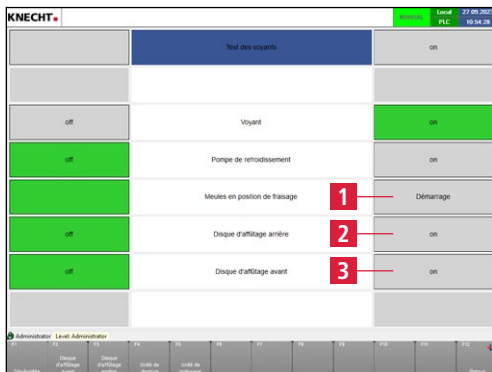 KNECHT
MANUAL
Local
PLC
27.09.2023
10:54:28
Test des voyants
on
off
Voyant
on
off
Pompe de refroidissement
on
Meules en position de fraisage
1
Démarrage
off
Disque d'affûtage arrière
2
on
off
Disque d'affûtage avant
3
on
Administrator Level Administrator
F1 F2 F3 F4 F5 F6 F7 F8 F9 F10 F11 F12
Disque
d'affûtage
avant
Disque
d'affûtage
arrière
Unité de
Unité de
Retour